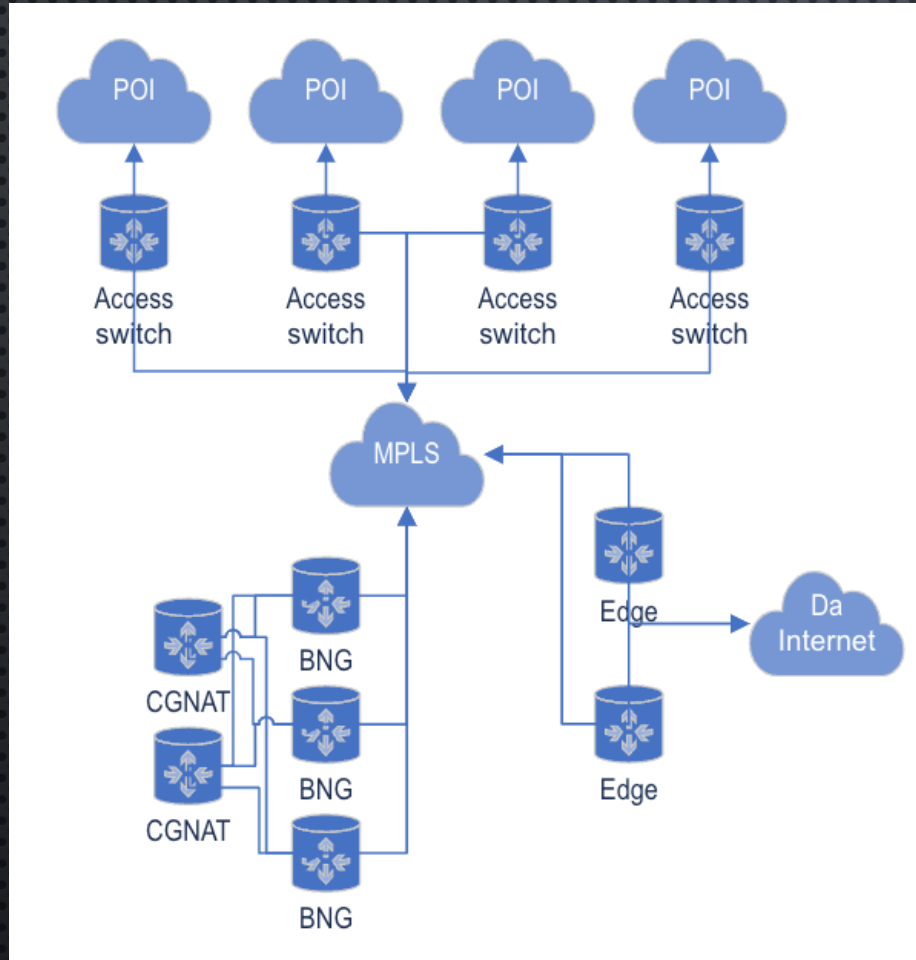 POI
POI
POI
POI
Access
switch
Access
switch
Access
switch
Access
switch
MPLS
Edge
Da
Internet
BNG
CGNAT
BNG
Edge
CGNAT
BNG